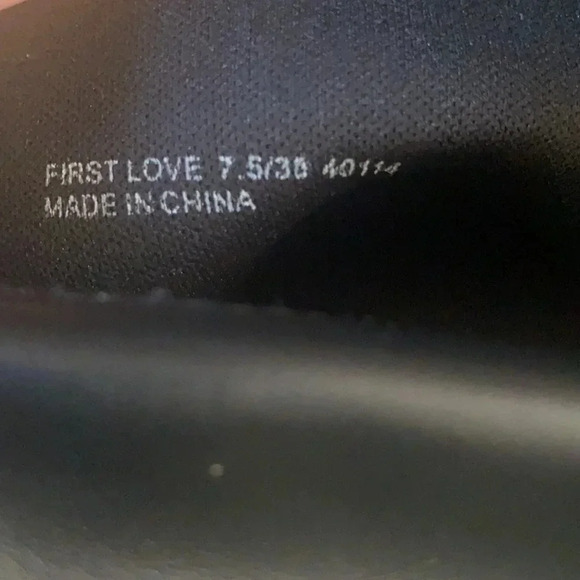 FIRST LOVE 7.5/38 40114
MADE IN CHINA